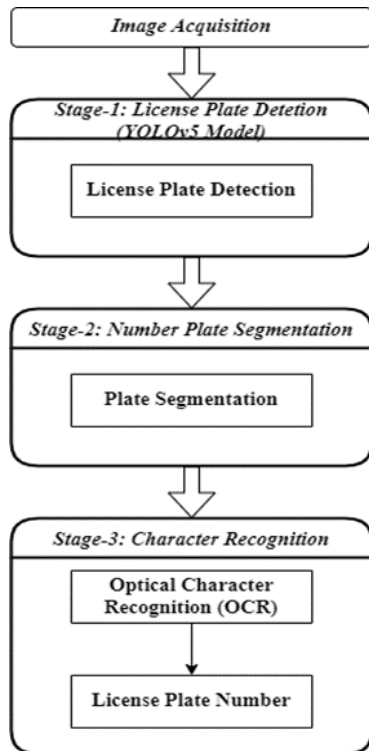 Image Acquisition
Stage-1: License Plate Detetion
(YOLOv5 Model)
License Plate Detection
Stage-2: Number Plate Segmentation
Plate Segmentation
Stage-3: Character Recognition
Optical Character
Recognition (OCR)
License Plate Number